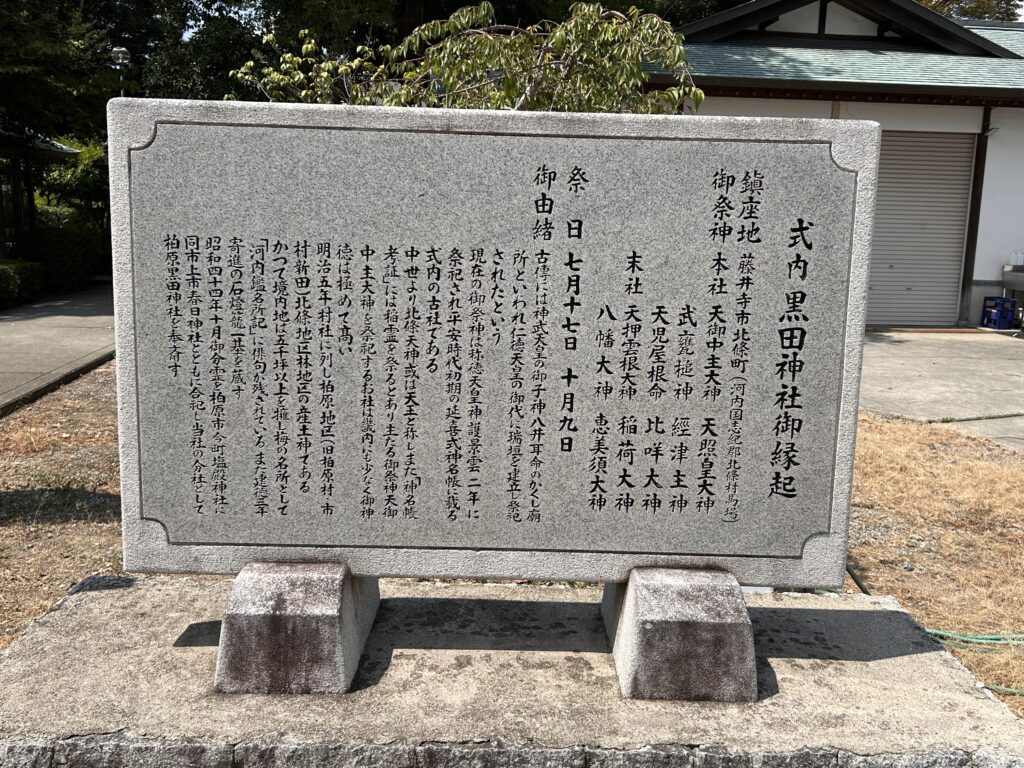 式内 黒田神社御縁起
鎮座地 藤井寺市北條町一(河内国志紀郡北條村馬場)
御祭神 本社 天御中主大神 天照皇大神
武甕槌神 經津主神
天児屋根命 比咩大神
末社 天押雲根大神 稲荷大神
八幡大神 恵美須大神
祭日 七月十七日 十月九日
御由緒 古傳には神武天皇の御子神八井耳命のかくし廟
所といわれ仁徳天皇の御代に瑞垣を建立し祭祀
されたという
現在の御祭神は称徳天皇神護景雲二年に
祭祀され平安時代初期の延喜式神名帳に載る
式内の古社である
中世より北條天神或は天王と称しまた「神名帳
考証」には稲霊を祭るとあり主たる御祭神天御
中主大神を祭祀するお社は畿内にも少なく御神
徳は極めて高い
明治五年村社に列し柏原地区(旧柏原村、市
村新田)北條地区林地区の産土神である
かつて境内地は五千坪以上を擁し梅の名所として
「河内鑑名所記」に俳句が残されているまた延宝三年
寄進の石燈籠一基を蔵す
昭和四十四年十月御分霊を柏原市今町塩殿神社に
同市上市春日神社とともに合祀し当社の分社として
柏原黒田神社を奉斎す